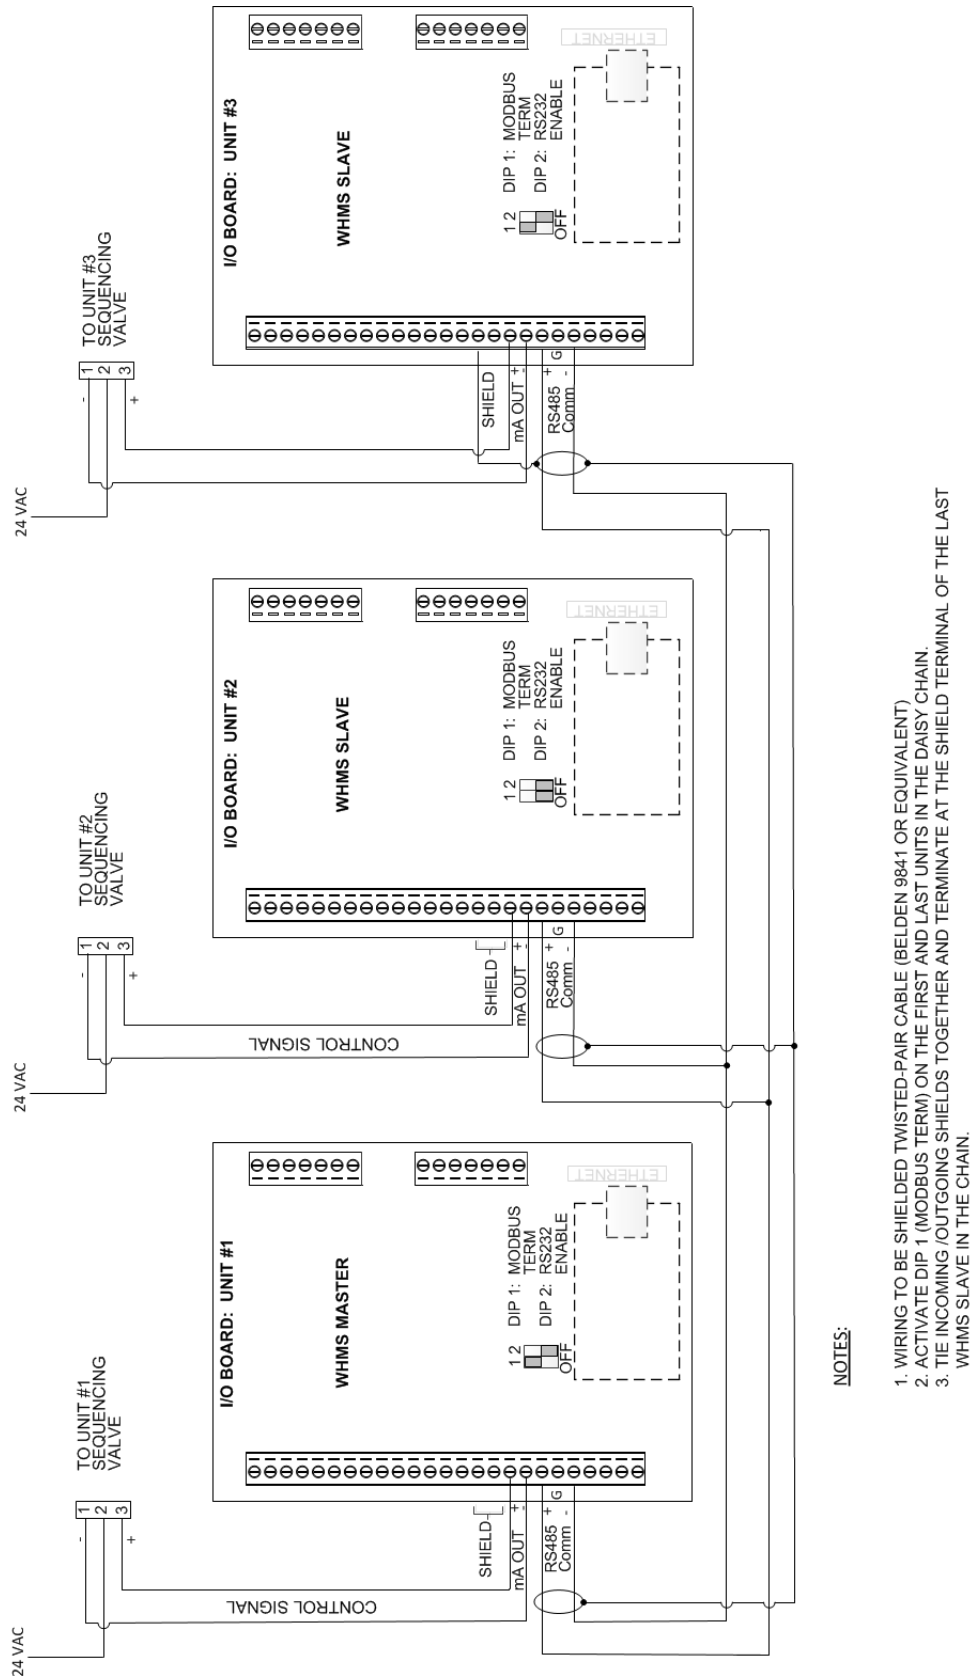 24 VAC
TO UNIT #1
SEQUENCING
VALVE
-
1
2
3
+
CONTROL SIGNAL
I/O BOARD: UNIT #1
WHMS MASTER
SHIELD
mA OUT + -
RS485 + G
Comm -
1 2
OFF
DIP 1: MODBUS
TERM
DIP 2: RS232
ENABLE
ETHERNET
24 VAC
TO UNIT #2
SEQUENCING
VALVE
-
1
2
3
+
CONTROL SIGNAL
I/O BOARD: UNIT #2
WHMS SLAVE
SHIELD
mA OUT + -
RS485 + G
Comm -
1 2
OFF
DIP 1: MODBUS
TERM
DIP 2: RS232
ENABLE
ETHERNET
24 VAC
TO UNIT #3
SEQUENCING
VALVE
-
1
2
3
+
I/O BOARD: UNIT #3
WHMS SLAVE
SHIELD
mA OUT + -
RS485 + G
Comm -
1 2
OFF
DIP 1: MODBUS
TERM
DIP 2: RS232
ENABLE
ETHERNET
NOTES:
1. WIRING TO BE SHIELDED TWISTED-PAIR CABLE (BELDEN 9841 OR EQUIVALENT)
2. ACTIVATE DIP 1 (MODBUS TERM) ON THE FIRST AND LAST UNITS IN THE DAISY CHAIN.
3. TIE INCOMING /OUTGOING SHIELDS TOGETHER AND TERMINATE AT THE SHIELD TERMINAL OF THE LAST
WHMS SLAVE IN THE CHAIN.